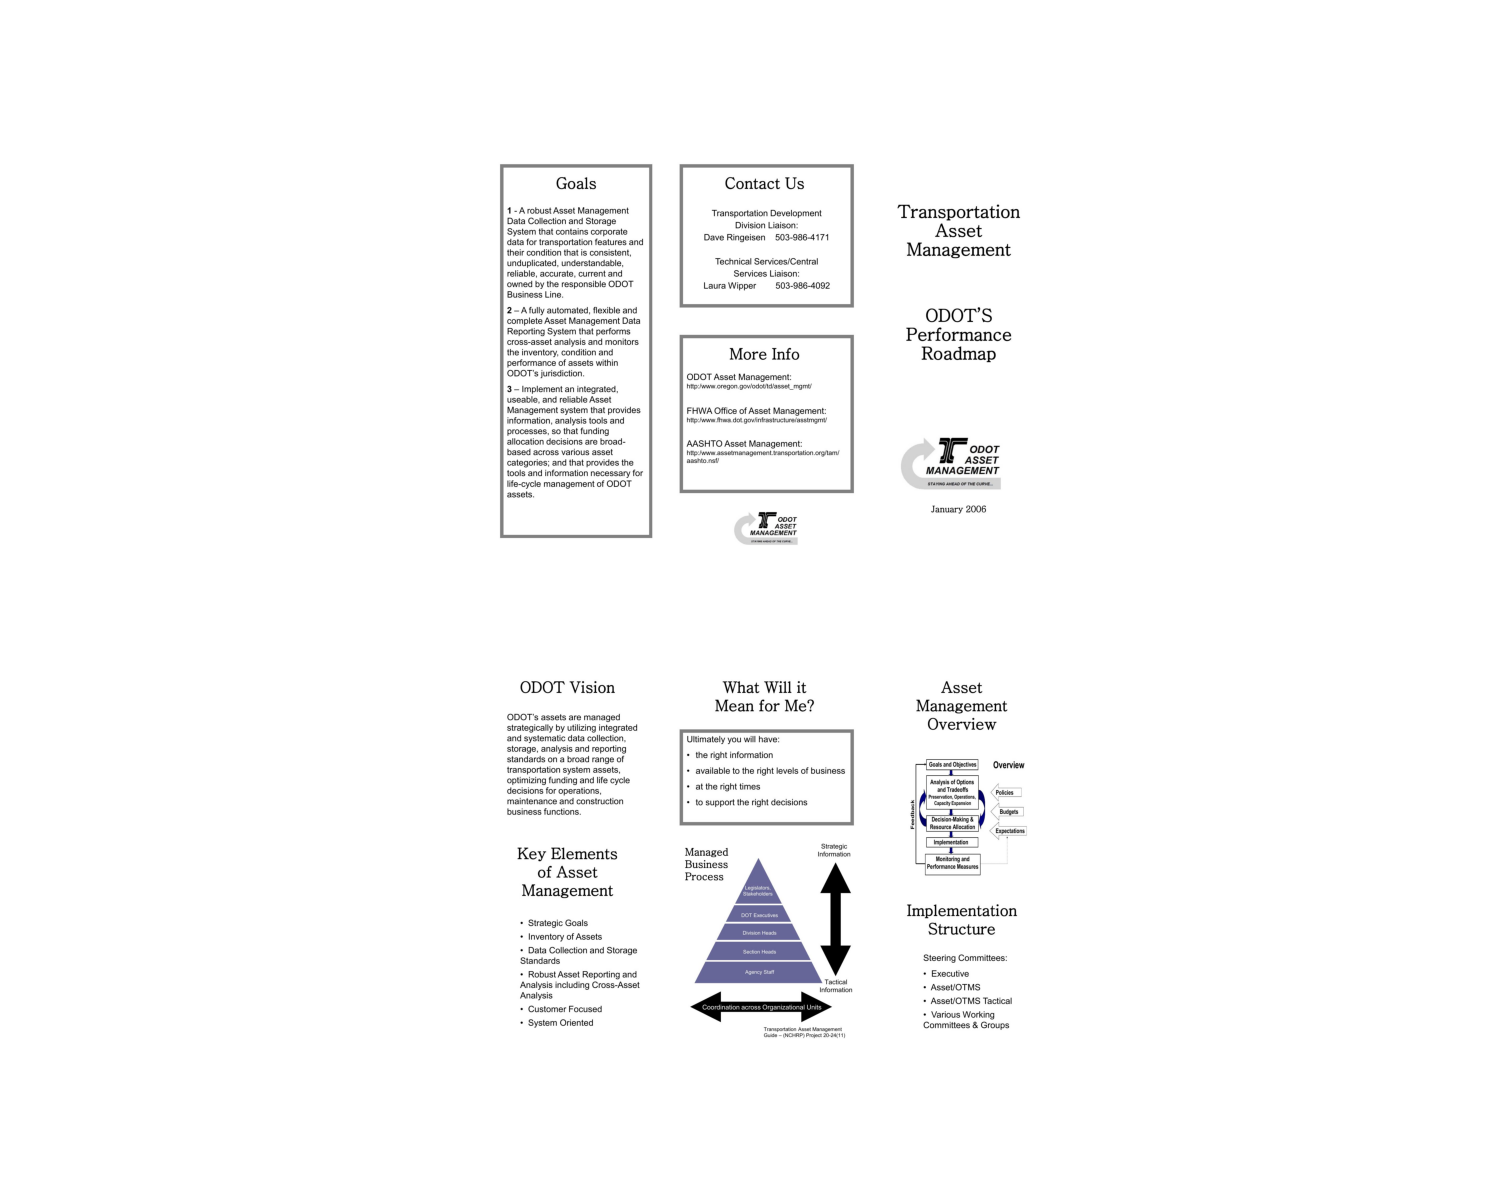 Goals
1 - A robust Asset Management
Data Collection and Storage
System that contains corporate
data for transportation features and
their condition that is consistent,
unduplicated, understandable,
reliable, accurate, current and
owned by the responsible ODOT
Business Line.
2 – A fully automated, flexible and
complete Asset Management Data
Reporting System that performs
cross-asset analysis and monitors
the inventory, condition and
performance of assets within
ODOT's jurisdiction.
3 – Implement an integrated,
useable, and reliable Asset
Management system that provides
information, analysis tools and
processes, so that funding
allocation decisions are broad-
based across various asset
categories; and that provides the
tools and information necessary for
life-cycle management of ODOT
assets.
Contact Us
Transportation Development
Division Liaison:
Dave Ringeisen 503-986-4171
Technical Services/Central
Services Liaison:
Laura Wipper 503-986-4092
More Info
ODOT Asset Management:
http:/www.oregon.gov/odot/td/asset_mgmt/
FHWA Office of Asset Management:
http:/www.fhwa.dot.gov/infrastructure/asstmgmt/
AASHTO Asset Management:
http:/www.assetmanagement.transportation.org/tam/
aashto.nsf/
ODOT
ASSET
MANAGEMENT
STAYING AHEAD OF THE CURVE...
Transportation
Asset
Management
ODOT'S
Performance
Roadmap
ODOT
ASSET
MANAGEMENT
STAYING AHEAD OF THE CURVE...
January 2006
ODOT Vision
ODOT's assets are managed
strategically by utilizing integrated
and systematic data collection,
storage, analysis and reporting
standards on a broad range of
transportation system assets,
optimizing funding and life cycle
decisions for operations,
maintenance and construction
business functions.
Key Elements
of Asset
Management
• Strategic Goals
• Inventory of Assets
• Data Collection and Storage
Standards
• Robust Asset Reporting and
Analysis including Cross-Asset
Analysis
• Customer Focused
• System Oriented
What Will it
Mean for Me?
Ultimately you will have:
• the right information
• available to the right levels of business
• at the right times
• to support the right decisions
Managed
Business
Process
Strategic
Information
Legislators,
Stakeholders
DOT Executives
Division Heads
Section Heads
Agency Staff
Tactical
Information
Coordination across Organizational Units
Transportation Asset Management
Guide – (NCHRP) Project 20-24(11)
Asset
Management
Overview
Overview
Goals and Objectives
Analysis of Options
and Tradeoffs
Preservation, Operations,
Capacity Expansion
Decision-Making &
Resource Allocation
Implementation
Monitoring and
Performance Measures
Feedback
Policies
Budgets
Expectations
Implementation
Structure
Steering Committees:
• Executive
• Asset/OTMS
• Asset/OTMS Tactical
• Various Working
Committees & Groups